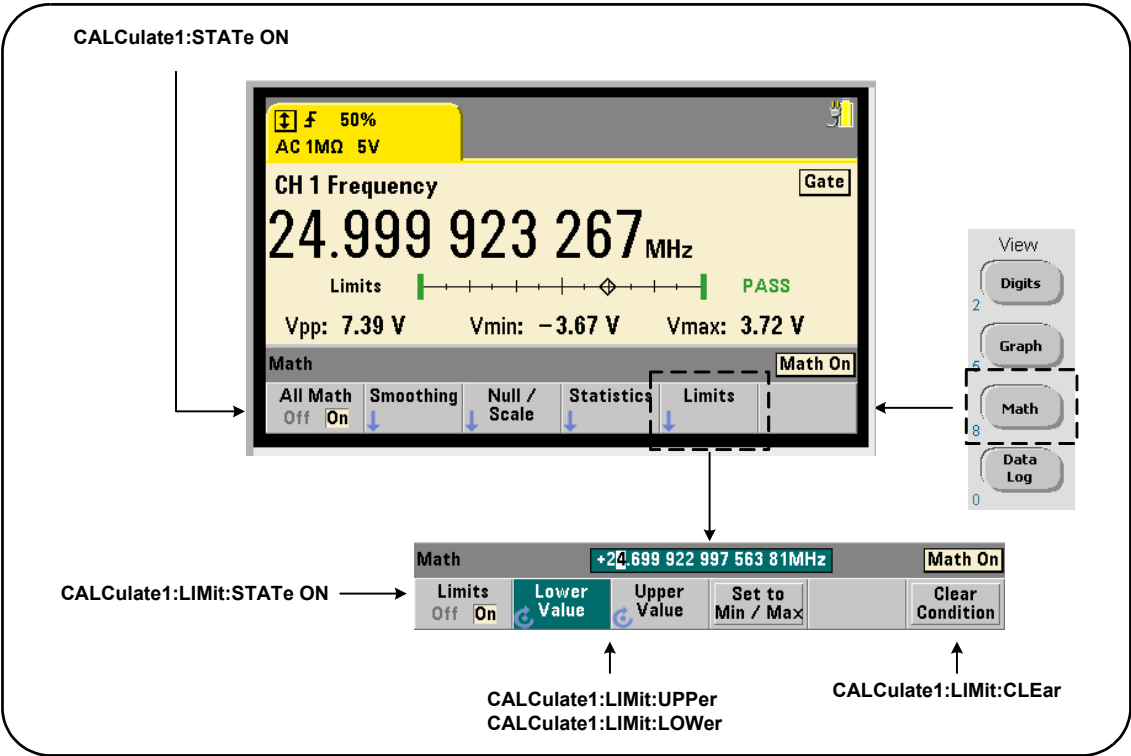 CALCulate1:STATe ON
50%
AC 1MΩ 5V
CH 1 Frequency
Gate
24.999 923 267 MHz
Limits
PASS
Vpp: 7.39 V Vmin: −3.67 V Vmax: 3.72 V
Math
Math On
All Math Off On
Smoothing
Null / Scale
Statistics
Limits
View
Digits
2
Graph
5
Math
8
Data Log
0
Math
+24.699 922 997 563 81MHz
Math On
CALCulate1:LIMit:STATe ON
Limits Off On
Lower Value
Upper Value
Set to Min / Max
Clear Condition
CALCulate1:LIMit:UPPer
CALCulate1:LIMit:LOWer
CALCulate1:LIMit:CLEar